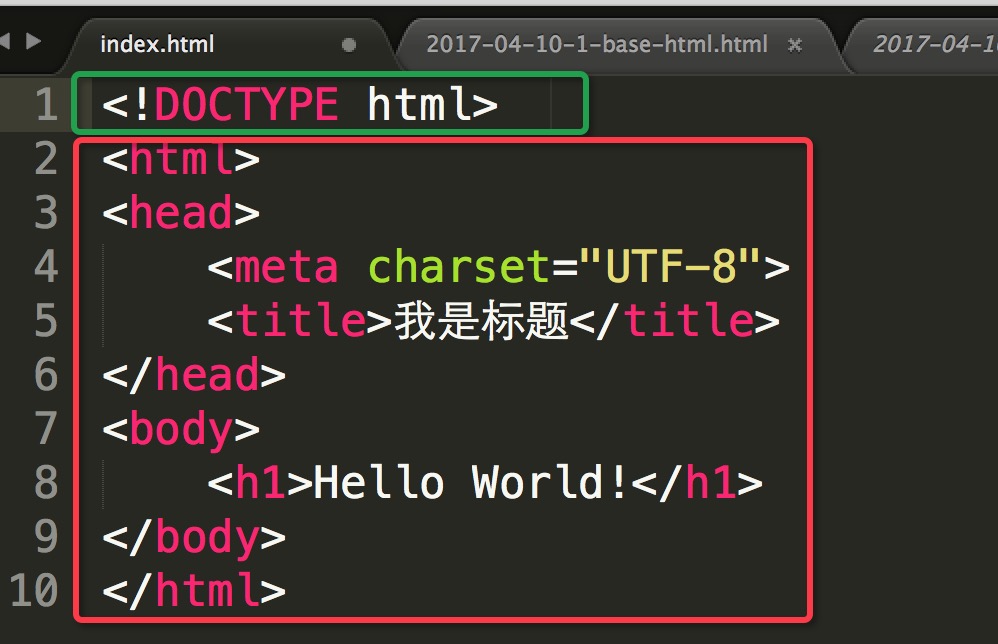 index.html
2017-04-10-1-base-html.html
2017-04-1
1 <!DOCTYPE html>
2 <html>
3 <head>
4 <meta charset="UTF-8">
5 <title>我是标题</title>
6 </head>
7 <body>
8 <h1>Hello World!</h1>
9 </body>
10 </html>